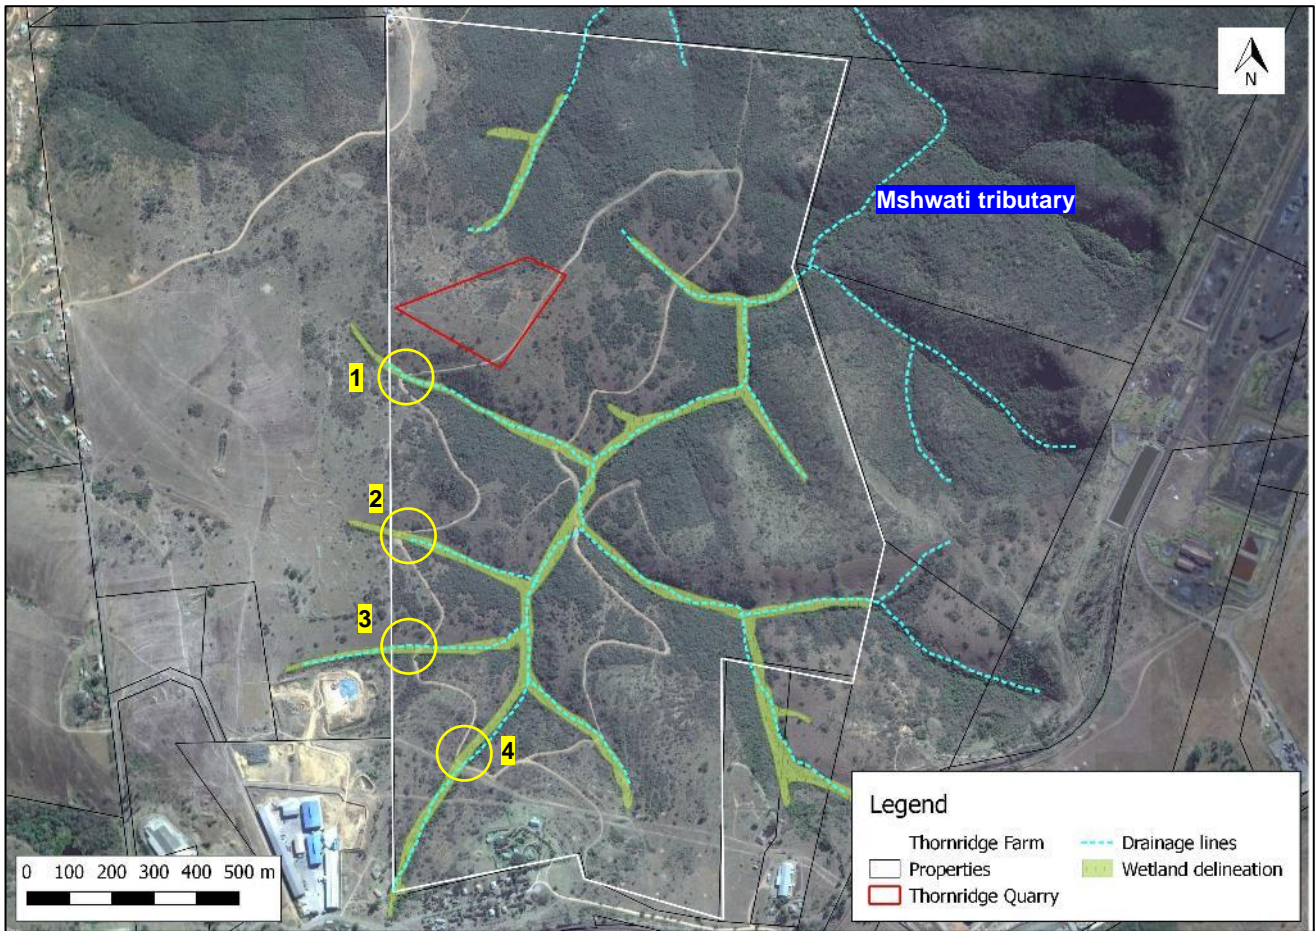 N
Mshwati tributary
1
2
3
4
Legend
Thornridge Farm
Properties
Thornridge Quarry
Drainage lines
Wetland delineation
0 100 200 300 400 500 m